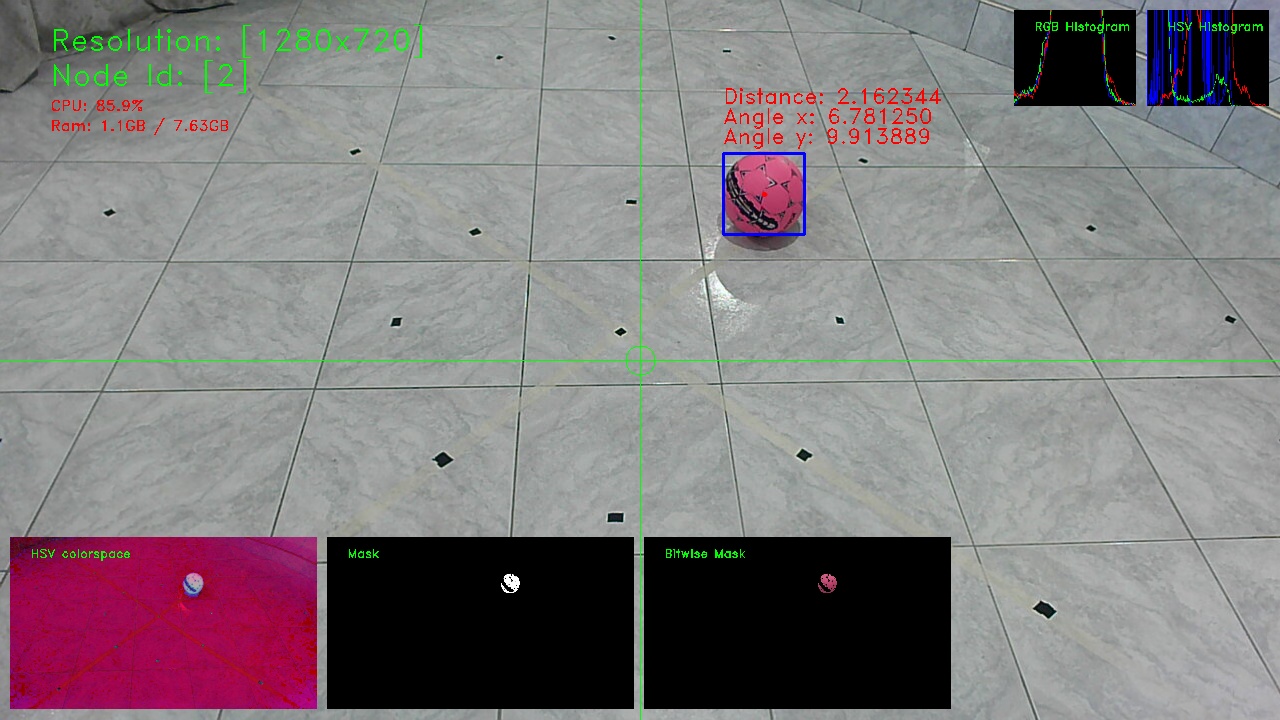 Resolution: [1280x720]
Node Id: [2]
CPU: 85.9%
Ram: 1.1GB / 7.63GB
RGB Histogram
HSV Histogram
Distance: 2.162344
Angle x: 6.781250
Angle y: 9.913889
HSV colorspace
Mask
Bitwise Mask